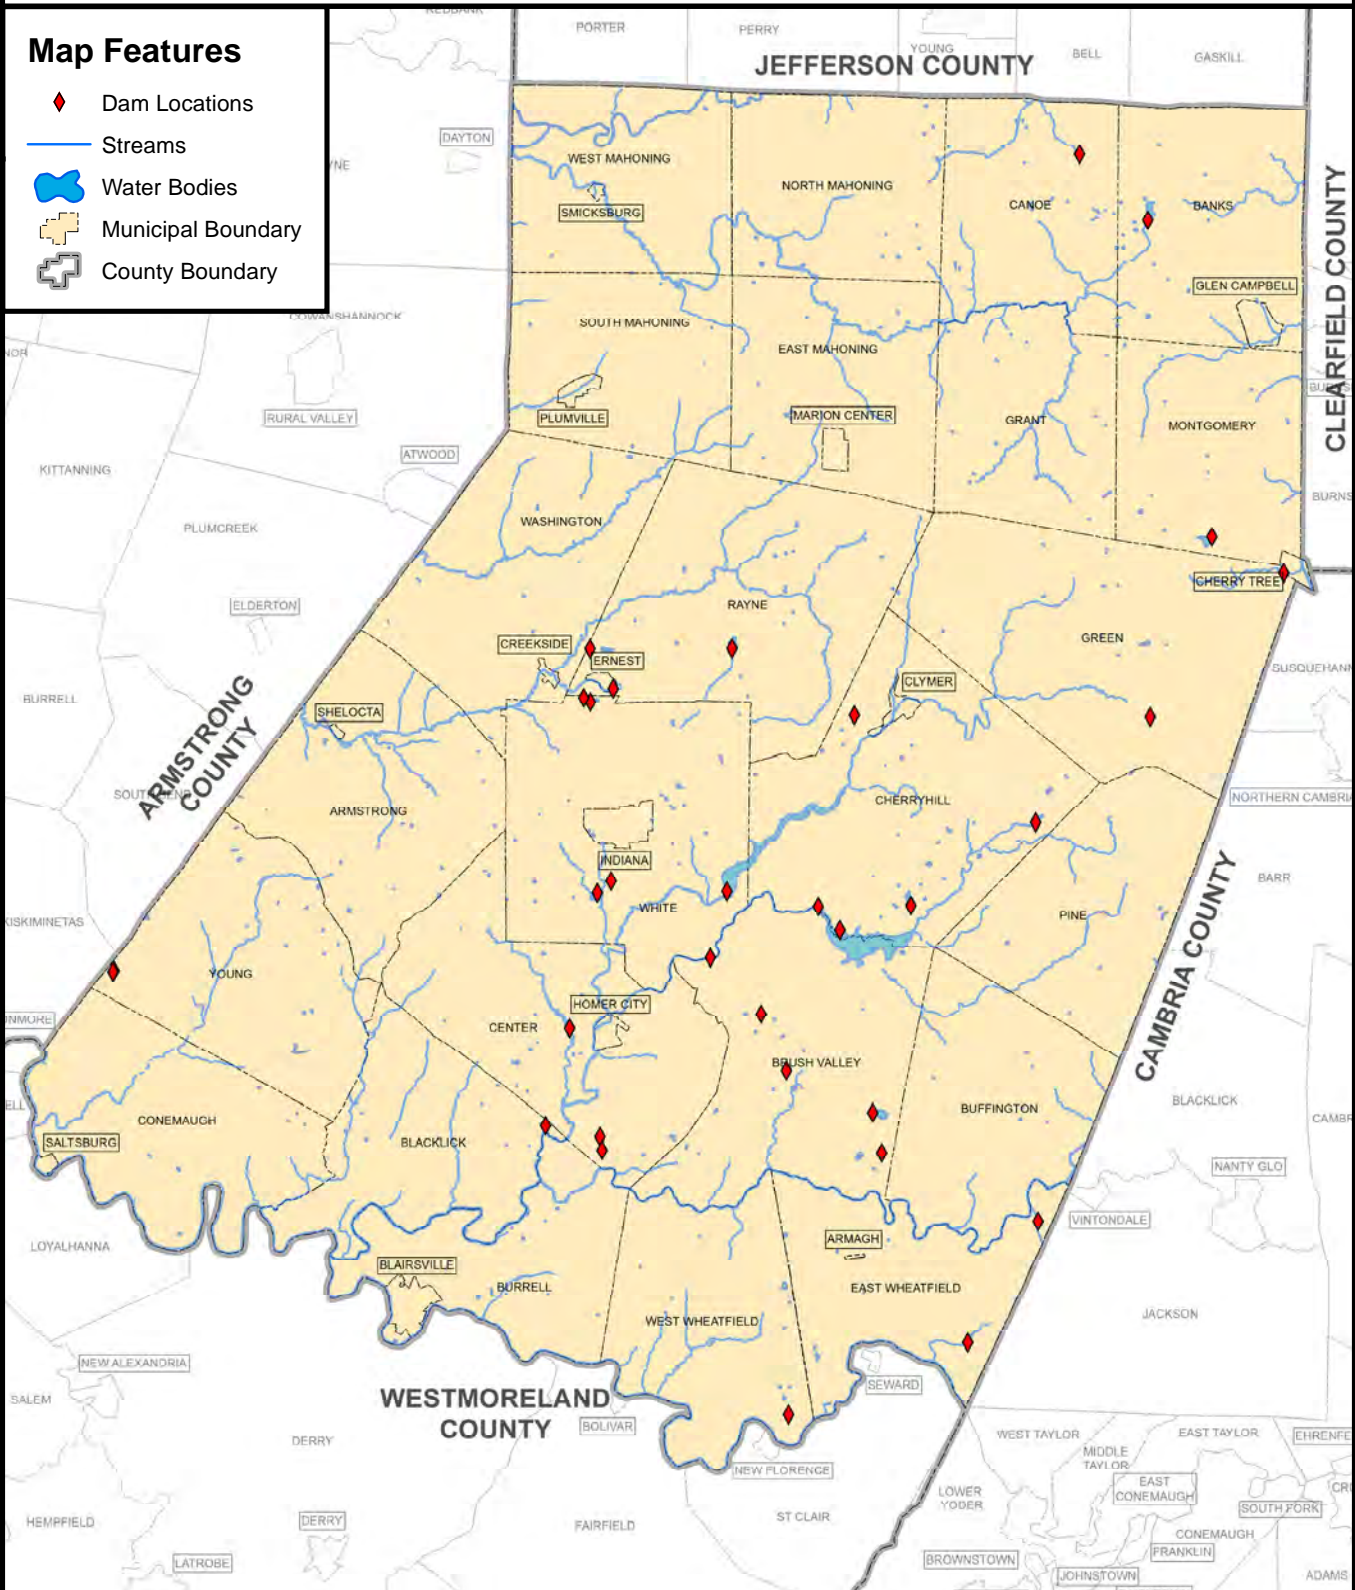 Map Features
Dam Locations
Streams
Water Bodies
Municipal Boundary
County Boundary
REDBANK
PORTER
PERRY
YOUNG
BELL
GASKILL
JEFFERSON COUNTY
DAYTON
WEST MAHONING
NORTH MAHONING
CANOE
BANKS
SMICKSBURG
CLEARFIELD COUNTY
GLEN CAMPBELL
COWANSHANNOCK
SOUTH MAHONING
EAST MAHONING
RURAL VALLEY
PLUMVILLE
MARION CENTER
GRANT
MONTGOMERY
ATWOOD
KITTANNING
BURNS
PLUMCREEK
WASHINGTON
CHERRY TREE
ELDERTON
RAYNE
GREEN
CREEKSIDE
ERNEST
SUSQUEHANN
CLYMER
BURRELL
SHELOCTA
ARMSTRONG
COUNTY
ARMSTRONG
CHERRYHILL
NORTHERN CAMBRIA
INDIANA
BARR
WHITE
PINE
KISKIMINETAS
CAMBRIA COUNTY
YOUNG
HOMER CITY
CENTER
BRUSH VALLEY
BUFFINGTON
BLACKLICK
CONEMAUGH
BLACKLICK
SALTSBURG
NANTY GLO
VINTONDALE
LOYALHANNA
ARMAGH
BLAIRSVILLE
BURRELL
EAST WHEATFIELD
WEST WHEATFIELD
JACKSON
NEW ALEXANDRIA
SEWARD
SALEM
WESTMORELAND
COUNTY
BOLIVAR
DERRY
WEST TAYLOR
EAST TAYLOR
MIDDLE
TAYLOR
NEW FLORENCE
EAST
CONEMAUGH
LOWER
YODER
SOUTH FORK
HEMPFIELD
DERRY
FAIRFIELD
ST CLAIR
CONEMAUGH
FRANKLIN
LATROBE
BROWNSTOWN
JOHNSTOWN
ADAMS